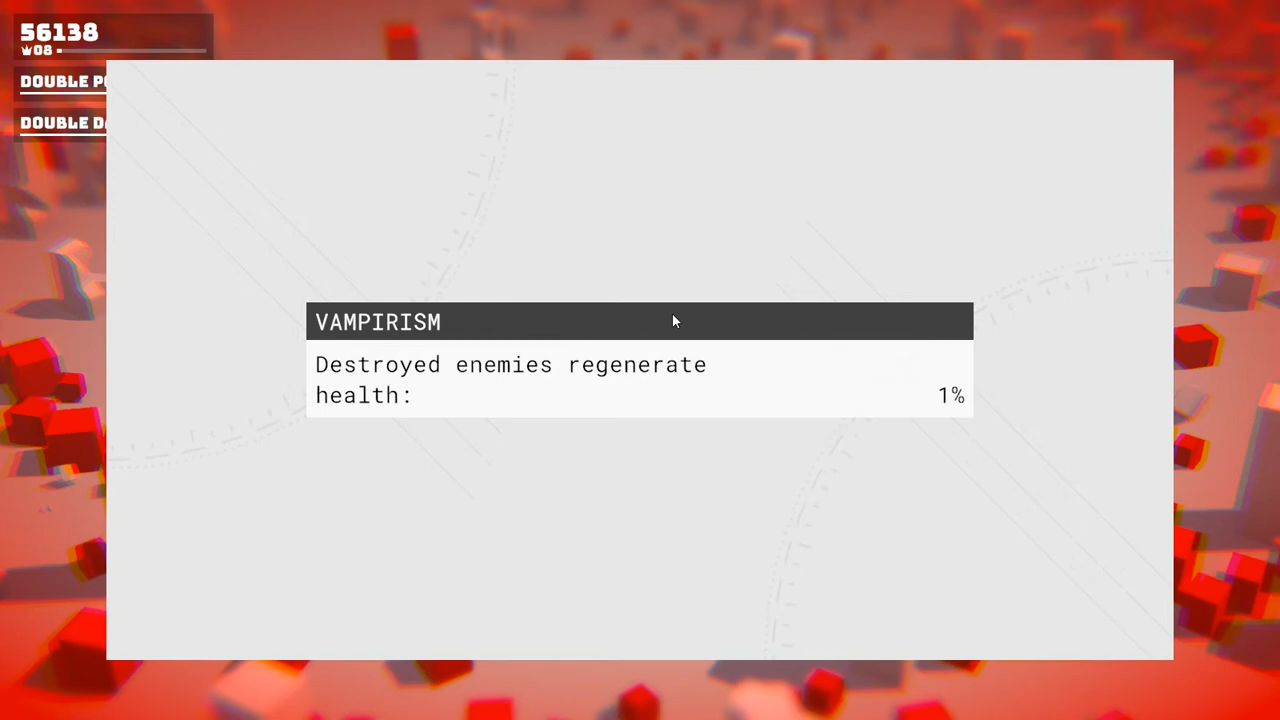 56138
08
DOUBLE
DOUBLE
VAMPIRISM
Destroyed enemies regenerate
health: 1%